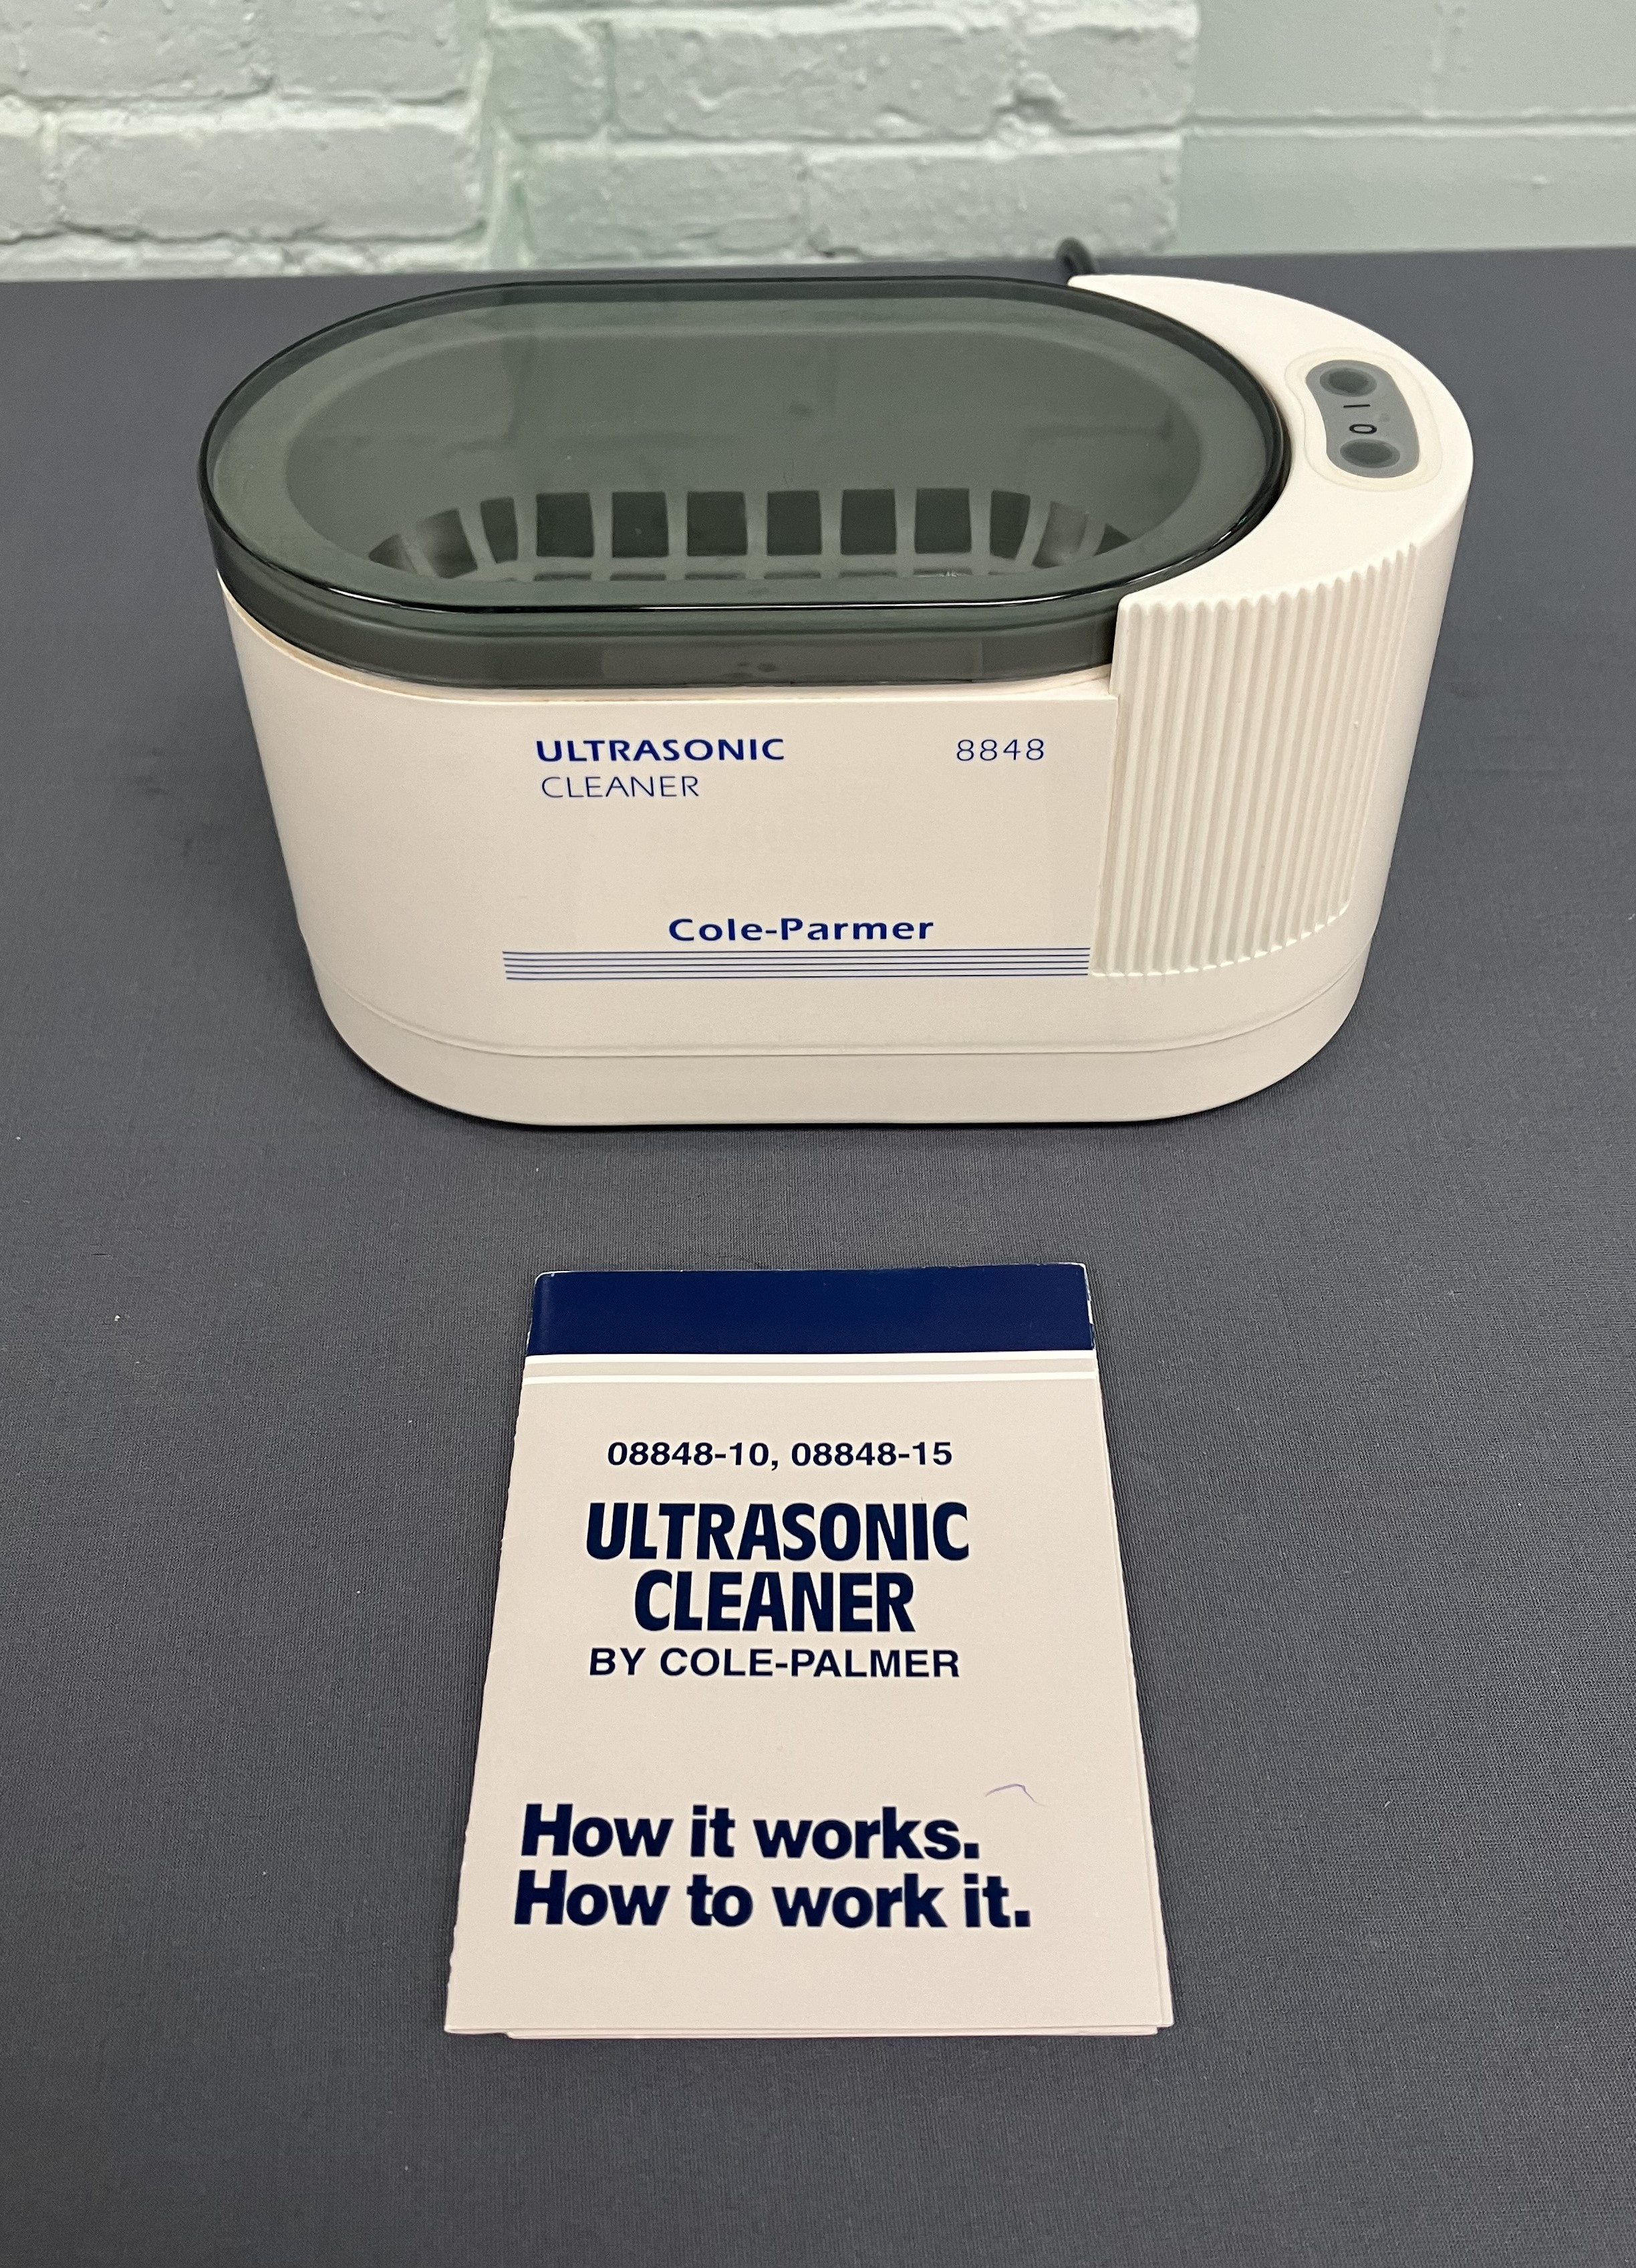 I
O
ULTRASONIC 8848
CLEANER
Cole-Parmer
08848-10, 08848-15
ULTRASONIC
CLEANER
BY COLE-PALMER
How it works.
How to work it.